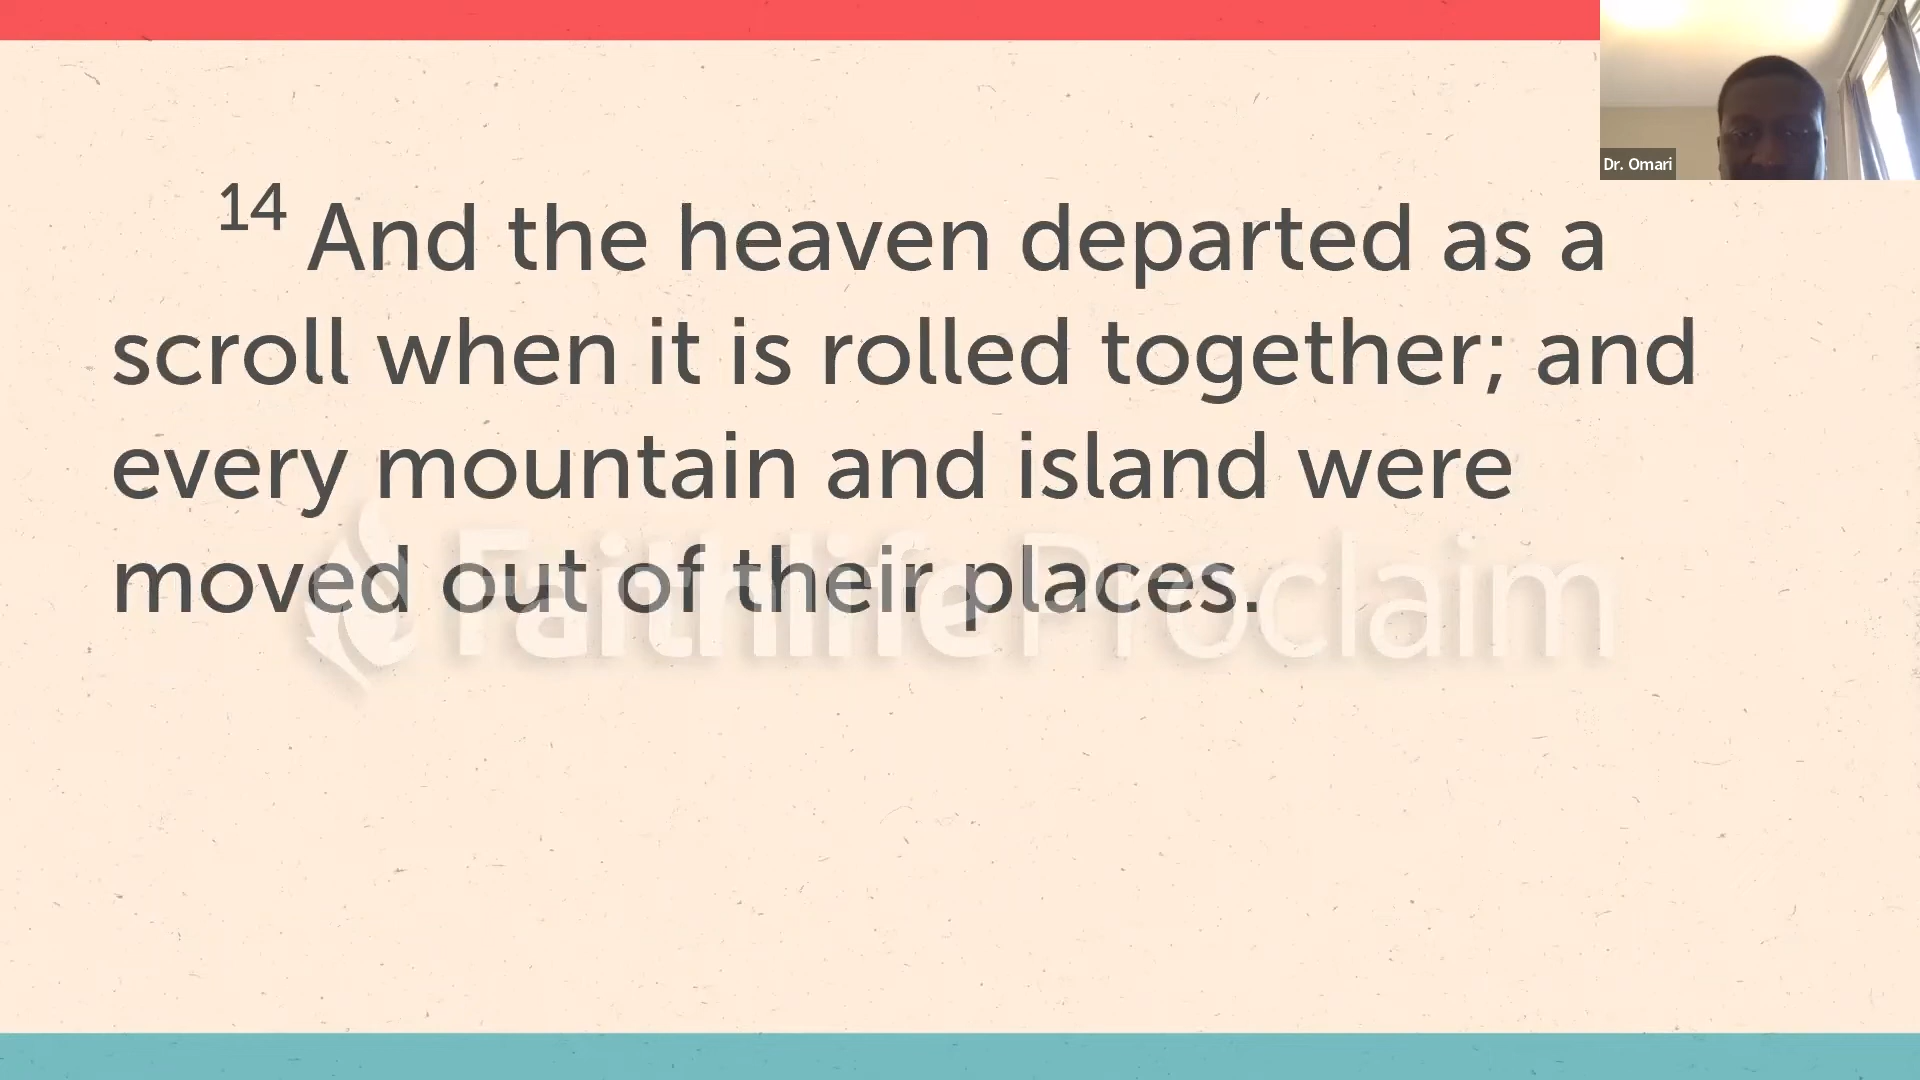 Dr. Omari
14 And the heaven departed as a
scroll when it is rolled together; and
every mountain and island were
moved out of their places.
Faithlife Proclaim